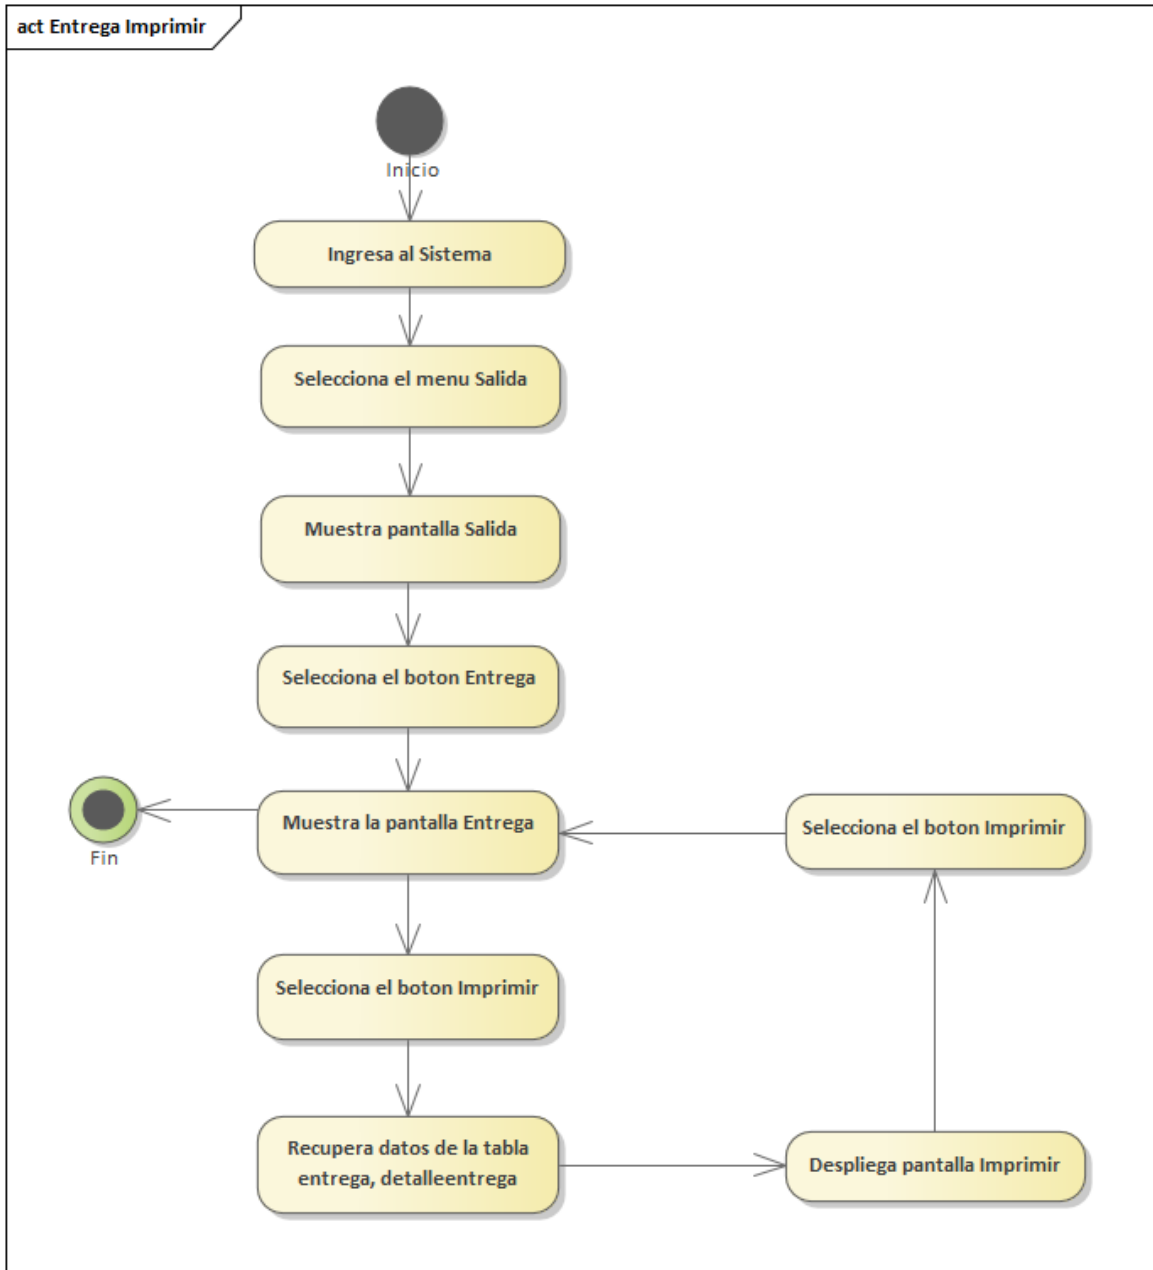 act Entrega Imprimir
Inicio
Ingresa al Sistema
Selecciona el menu Salida
Muestra pantalla Salida
Selecciona el boton Entrega
Muestra la pantalla Entrega
Fin
Selecciona el boton Imprimir
Selecciona el boton Imprimir
Recupera datos de la tabla
entrega, detalleentrega
Despliega pantalla Imprimir